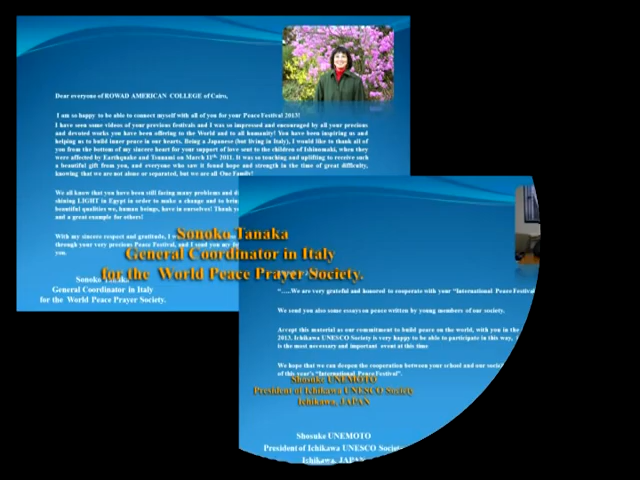 Dear everyone of ROWAD AMERICAN COLLEGE of Cairo,
I am so happy to be able to connect myself with all of you for your Peace Festival 2013!
I have seen some videos of your previous festivals and I was so impressed and encouraged by all your precious
and devoted works you have been offering to the World and to all humanity! You have been inspiring us and
helping us to build inner peace in our hearts. Being a Japanese (but living in Italy), I would like to thank all of
you from the bottom of my sincere heart for your support of love sent to the children of Ishinomaki, when they
were affected by Earthquake and Tsunami on March 11th 2011. It was so touching and uplifting to receive such
a beautiful gift from you, and everyone who saw it found hope and strength in the time of great difficulty,
knowing that we are not alone or separated, but we are all One Family!
We all know that you have been still facing many problems and
shining LIGHT in Egypt in order to make a change and to
beautiful qualities we, human beings, have in ourselves! Thank
and a great example for others!
With my sincere respect and gratitude, I
through your very precious Peace Festival, and I send you my
you.
Sonoko Tanaka
General Coordinator in Italy
for the World Peace Prayer Society.
Sonoko Tanaka
General Coordinator in Italy
for the World Peace Prayer Society.
“.....We are very grateful and honored to cooperate with your “International Peace Festival
We send you also some essays on peace written by young members of our society.
Accept this material as our commitment to build peace on the world, with you in the
2013. Ichikawa UNESCO Society is very happy to be able to participate in this way,
is the most necessary and important event at this time
We hope that we can deepen the cooperation between your school and our
of this year's “International Peace Festival”.
Shosuke UNEMOTO
President of Ichikawa UNESCO Society
Ichikawa, JAPAN
Shosuke UNEMOTO
President of Ichikawa UNESCO Society
Ichikawa, JAPAN